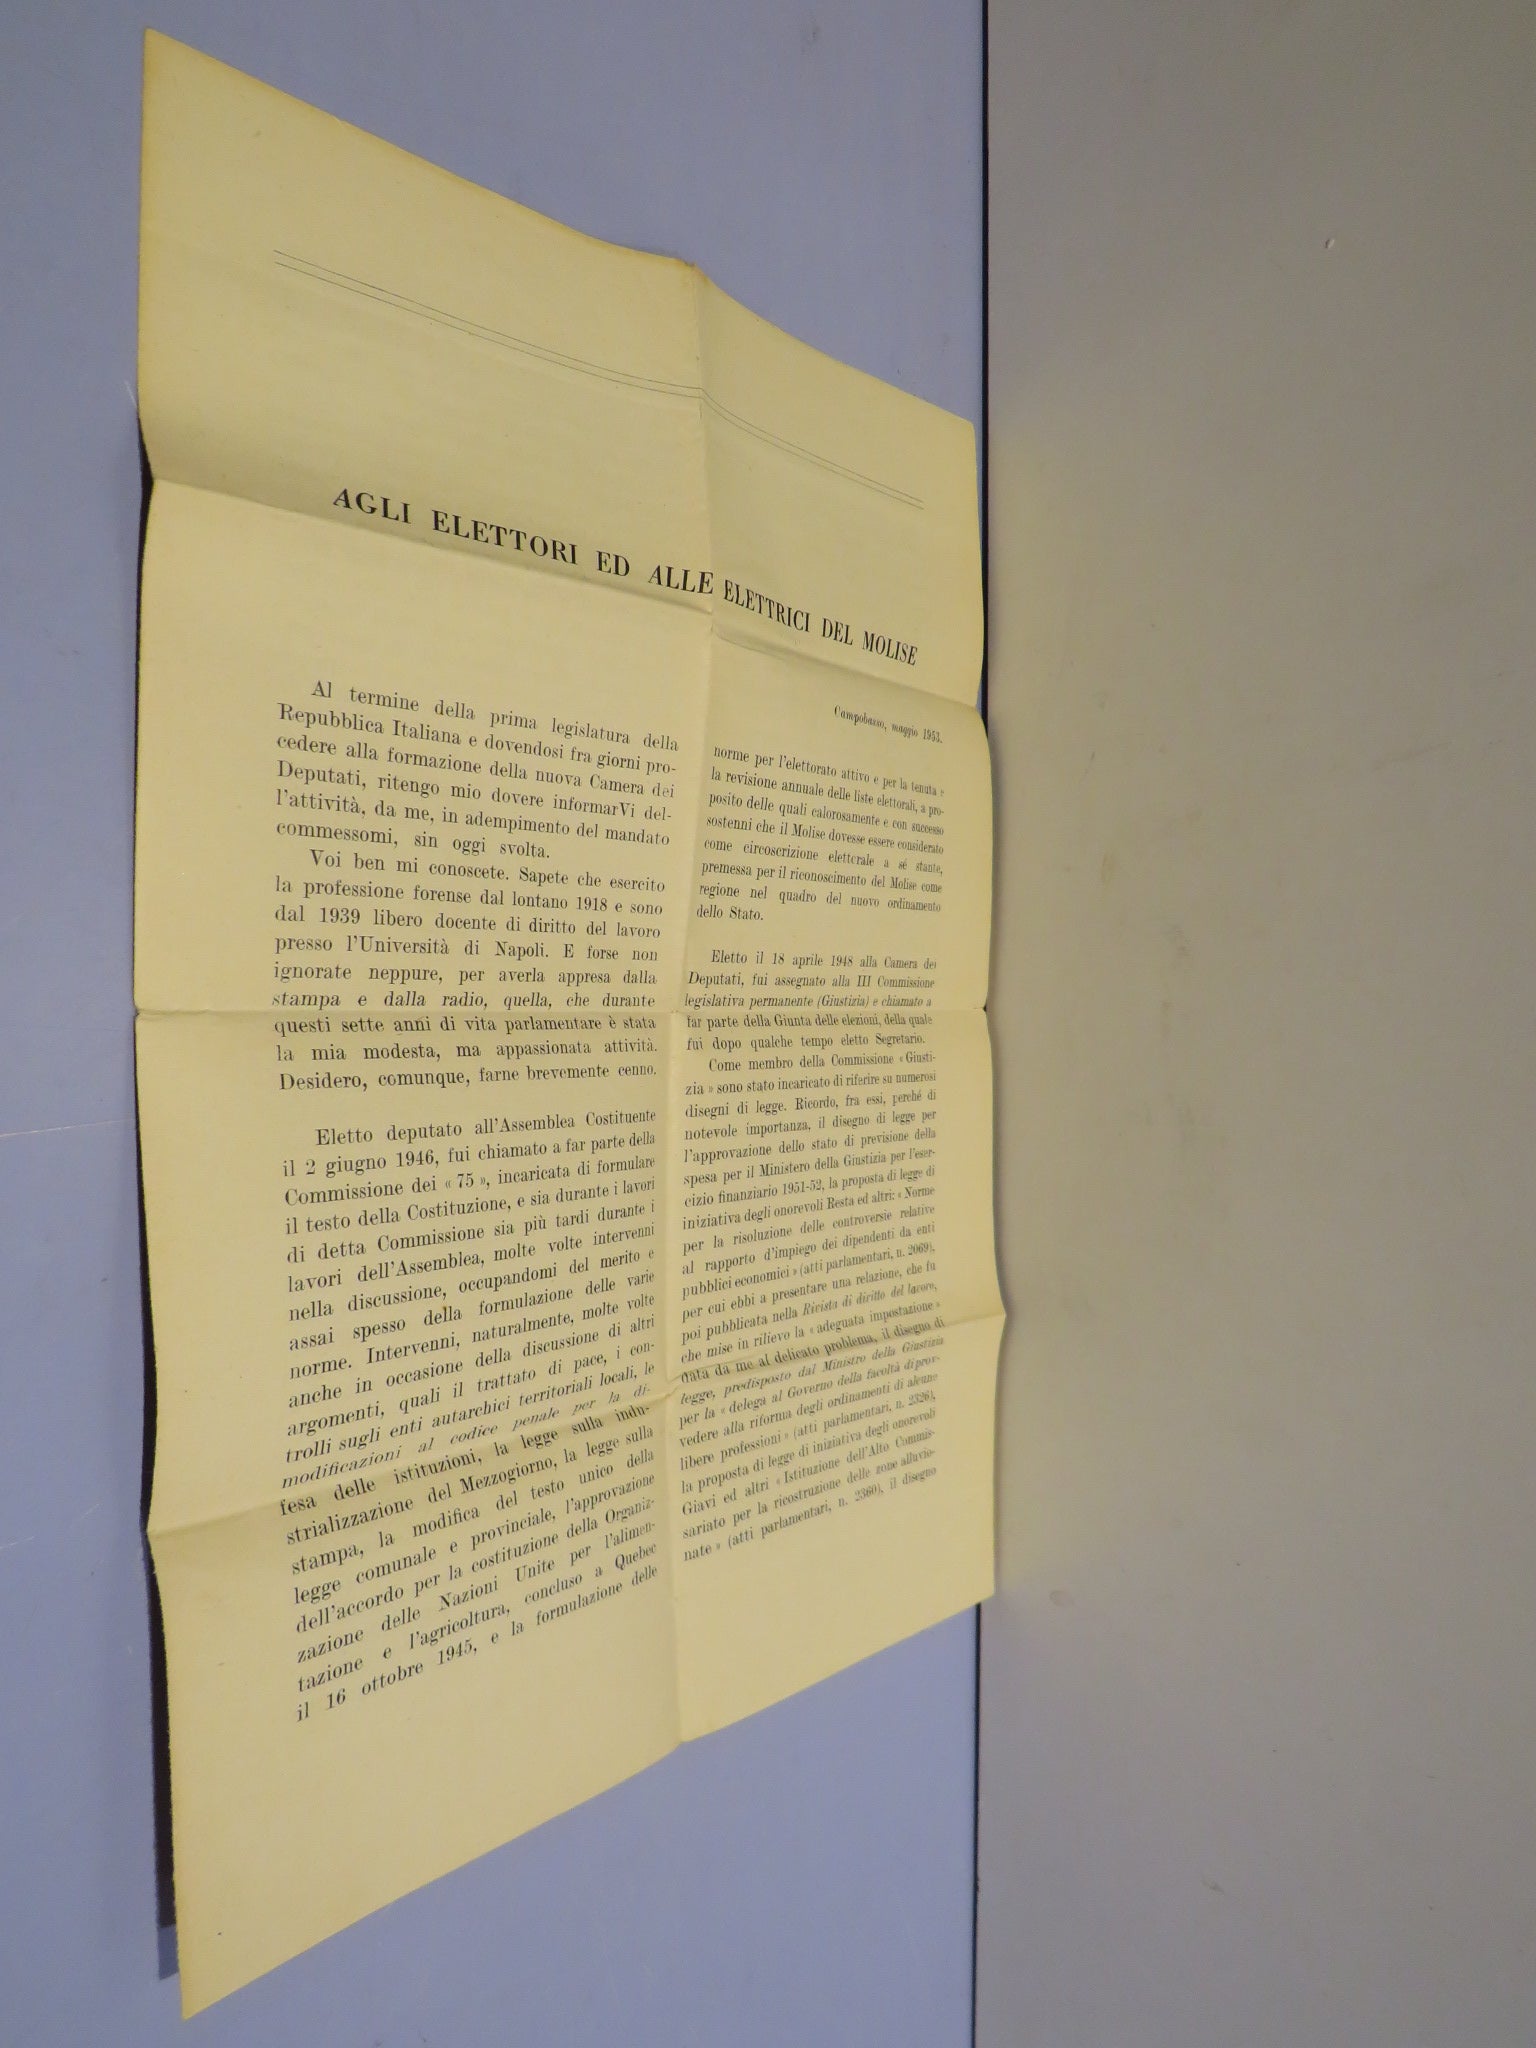 AGLI ELETTORI ED ALLE ELETTRICI DEL MOLISE
Campobasso, maggio 1953.
Al termine della prima legislatura della
Repubblica Italiana e dovendosi fra giorni pro-
cedere alla formazione della nuova Camera dei
Deputati, ritengo mio dovere informarVi del-
l'attività, da me, in adempimento del mandato
commessomi, sin oggi svolta.
Voi ben mi conoscete. Sapete che esercito
la professione forense dal lontano 1918 e sono
dal 1939 libero docente di diritto del lavoro
presso l'Università di Napoli. E forse non
ignorate neppure, per averla appresa dalla
stampa e dalla radio, quella, che durante
questi sette anni di vita parlamentare è stata
la mia modesta, ma appassionata attività.
Desidero, comunque, farne brevemente cenno.
Eletto deputato all'Assemblea Costituente
il 2 giugno 1946, fui chiamato a far parte della
Commissione dei « 75 », incaricata di formulare
il testo della Costituzione, e sia durante i lavori
di detta Commissione sia più tardi durante i
lavori dell'Assemblea, molte volte intervenni
nella discussione, occupandomi del merito e
assai spesso della formulazione delle varie
norme. Intervenni, naturalmente, molte volte
anche in occasione della discussione di altri
argomenti, quali il trattato di pace, i con-
trolli sugli enti autarchici territoriali locali, le
modificazioni al codice penale per la di-
fesa delle istituzioni, la legge sulla indu-
strializzazione del Mezzogiorno, la legge sulla
stampa, la modifica del testo unico della
legge comunale e provinciale, l'approvazione
dell'accordo per la costituzione della Organiz-
zazione delle Nazioni Unite per l'alimen-
tazione e l'agricoltura, concluso a Quebec
il 16 ottobre 1945, e la formulazione delle
norme per l'elettorato attivo e per la tenuta e
la revisione annuale delle liste elettorali, a pro-
posito delle quali calorosamente e con successo
sostenni che il Molise dovesse essere considerato
come circoscrizione elettorale a sé stante,
premessa per il riconoscimento del Molise come
regione nel quadro del nuovo ordinamento
dello Stato.
Eletto il 18 aprile 1948 alla Camera dei
Deputati, fui assegnato alla III Commissione
legislativa permanente (Giustizia) e chiamato a
far parte della Giunta delle elezioni, della quale
fui dopo qualche tempo eletto Segretario.
Come membro della Commissione « Giusti-
zia » sono stato incaricato di riferire su numerosi
disegni di legge. Ricordo, fra essi, perché di
notevole importanza, il disegno di legge per
l'approvazione dello stato di previsione della
spesa per il Ministero della Giustizia per l'eser-
cizio finanziario 1951-52, la proposta di legge di
iniziativa degli onorevoli Resta ed altri: « Norme
per la risoluzione delle controversie relative
al rapporto d'impiego dei dipendenti da enti
pubblici economici » (atti parlamentari, n. 2069),
per cui ebbi a presentare una relazione, che fu
poi pubblicata nella Rivista di diritto del lavoro,
che mise in rilievo la « adeguata impostazione »
data da me al delicato problema, il disegno di
legge, predisposto dal Ministro della Giustizia
per la « delega al Governo della facoltà di prov-
vedere alla riforma degli ordinamenti di alcune
libere professioni » (atti parlamentari, n. 2326),
la proposta di legge di iniziativa degli onorevoli
Giavi ed altri « Istituzione dell'Alto Commis-
sariato per la ricostruzione delle zone alluvio-
nate » (atti parlamentari, n. 2360), il disegno